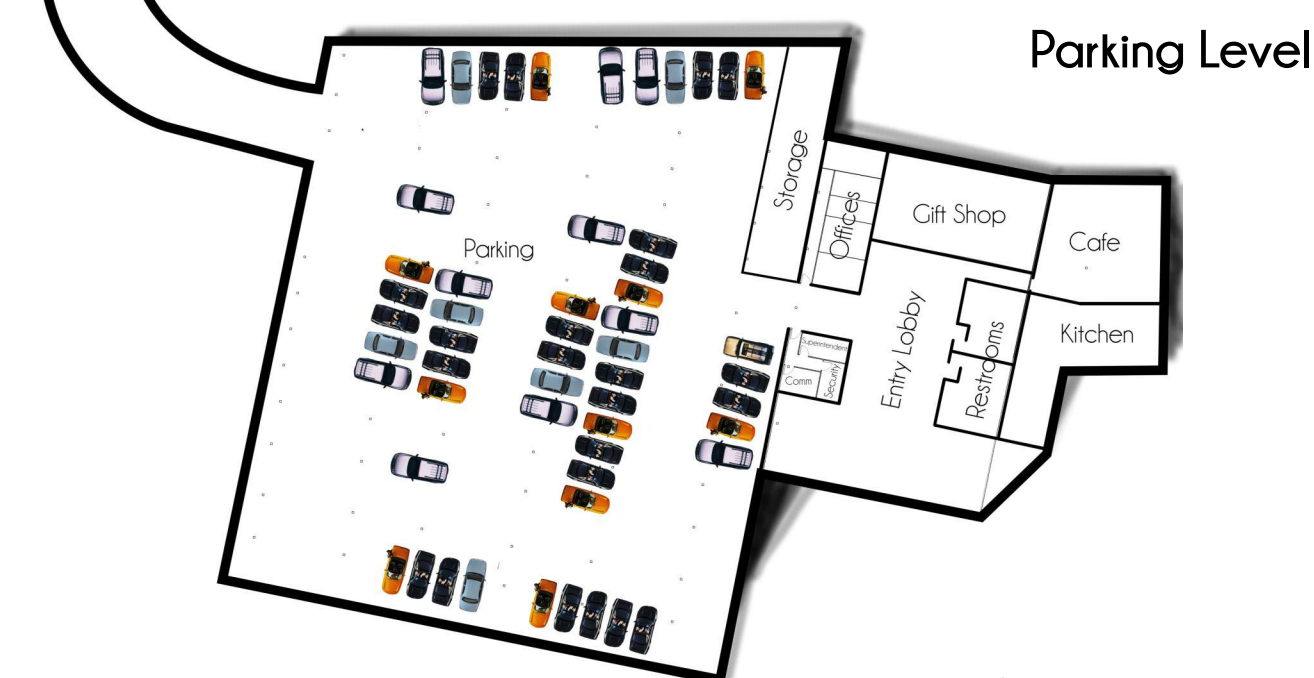 Parking Level
Storage
Offices
Gift Shop
Cafe
Parking
Entry Lobby
Restrooms
Kitchen
Superintendent
Comm
Security